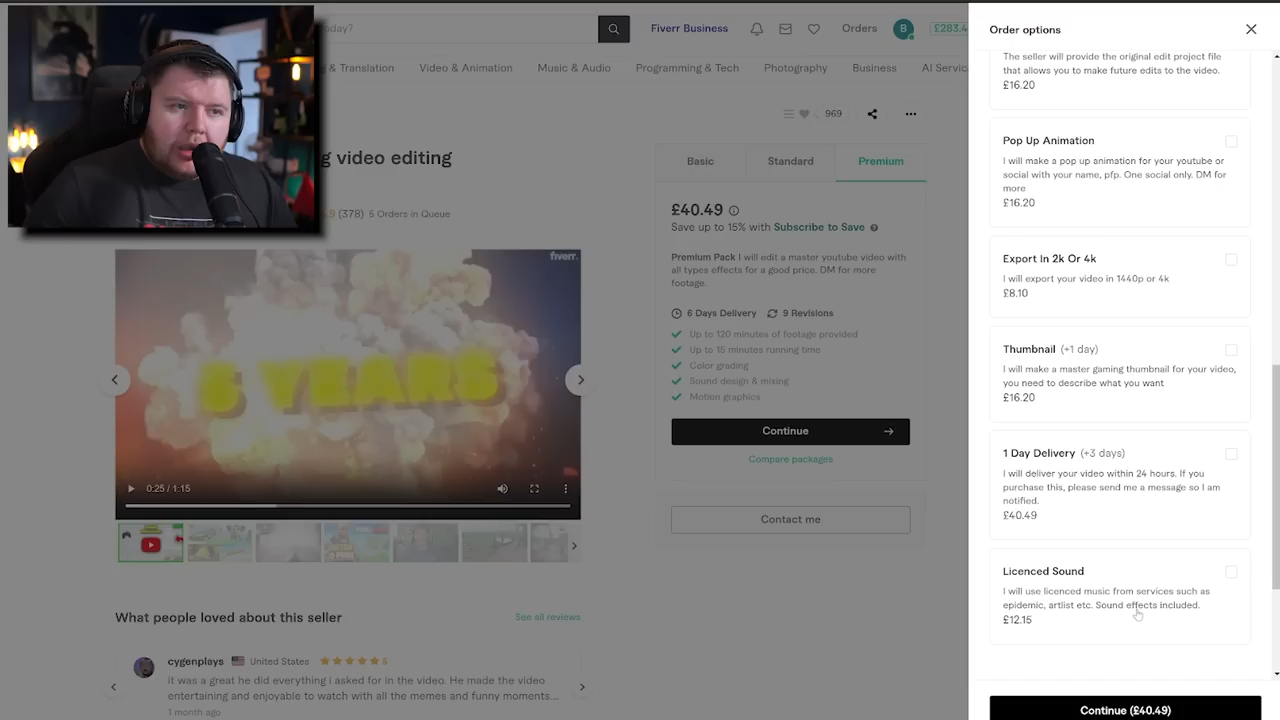 oday?
Fiverr Business
Orders
B
£283.4
& Translation
Video & Animation
Music & Audio
Programming & Tech
Photography
Business
AI Servic
969
g video editing
9 (378) 5 Orders in Queue
fiverr.
5 YEARS
0:25 / 1:15
What people loved about this seller
See all reviews
cygenplays
United States
5
it was a great he did everything i asked for in the video. He made the video
entertaining and enjoyable to watch with all the memes and funny moments...
1 month ago
Basic
Standard
Premium
£40.49
Save up to 15% with Subscribe to Save
Premium Pack I will edit a master youtube video with
all types effects for a good price. DM for more
footage.
6 Days Delivery
9 Revisions
Up to 120 minutes of footage provided
Up to 15 minutes running time
Color grading
Sound design & mixing
Motion graphics
Continue
Compare packages
Contact me
Order options
The seller will provide the original edit project file
that allows you to make future edits to the video.
£16.20
Pop Up Animation
I will make a pop up animation for your youtube or
social with your name, pfp. One social only. DM for
more
£16.20
Export In 2k Or 4k
I will export your video in 1440p or 4k
£8.10
Thumbnail (+1 day)
I will make a master gaming thumbnail for your video,
you need to describe what you want
£16.20
1 Day Delivery (+3 days)
I will deliver your video within 24 hours. If you
purchase this, please send me a message so I am
notified.
£40.49
Licenced Sound
I will use licenced music from services such as
epidemic, artlist etc. Sound effects included.
£12.15
Continue (£40.49)